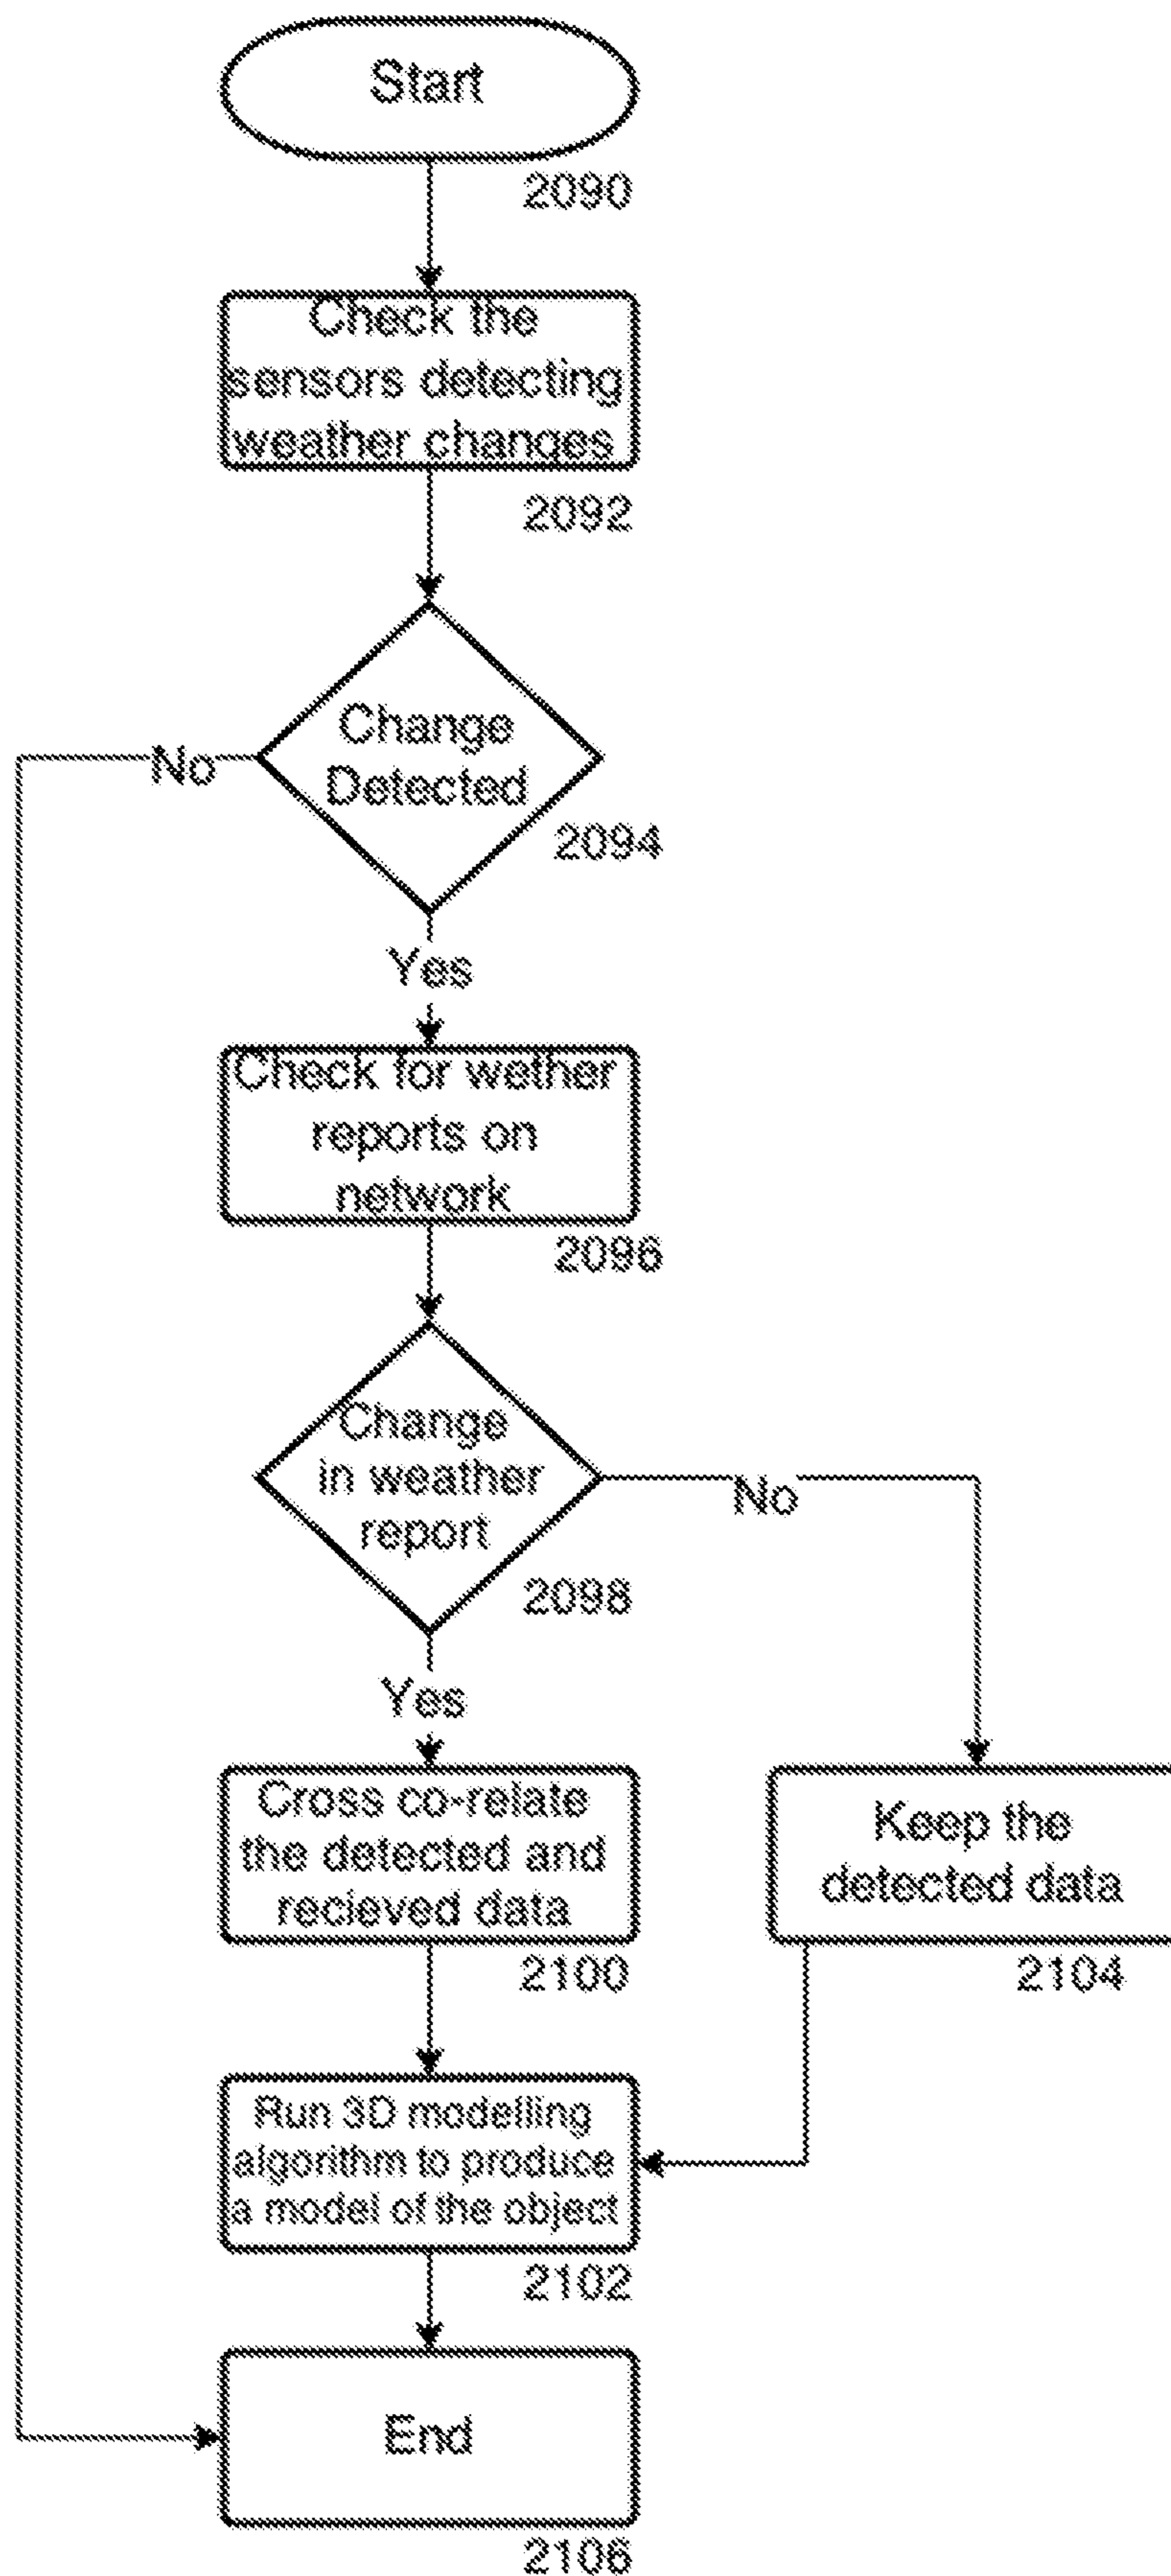 Start
2090
Check the
sensors detecting
weather changes
2092
Change
Detected
No
2094
Yes
Check for wether
reports on
network
2096
Change
in weather
report
No
2098
Yes
Cross co-relate
the detected and
recieved data
2100
Keep the
detected data
2104
Run 3D modelling
algorithm to produce
a model of the object
2102
End
2106